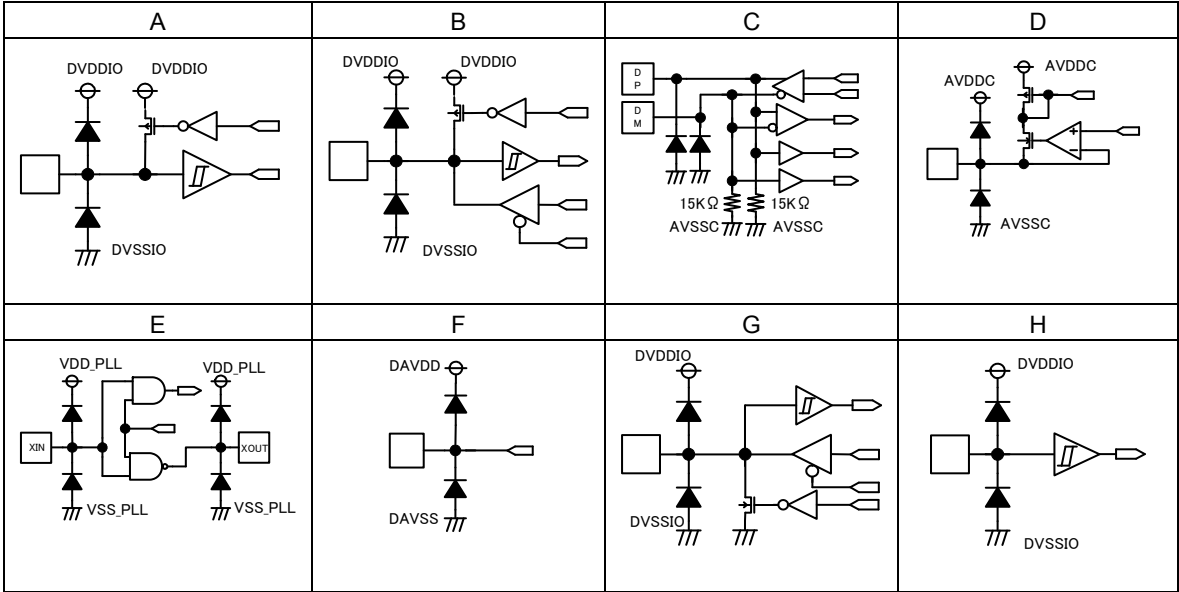 A
B
C
D
DVDDIO DVDDIO
DVSSIO
DVDDIO DVDDIO
DVSSIO
D
P
D
M
15KΩ 15KΩ
AVSSC AVSSC
AVDDC
AVDDC
+
−
AVSSC
E
F
G
H
VDD_PLL VDD_PLL
XIN XOUT
VSS_PLL VSS_PLL
DAVDD
DAVSS
DVDDIO
DVSSIO
DVDDIO
DVSSIO